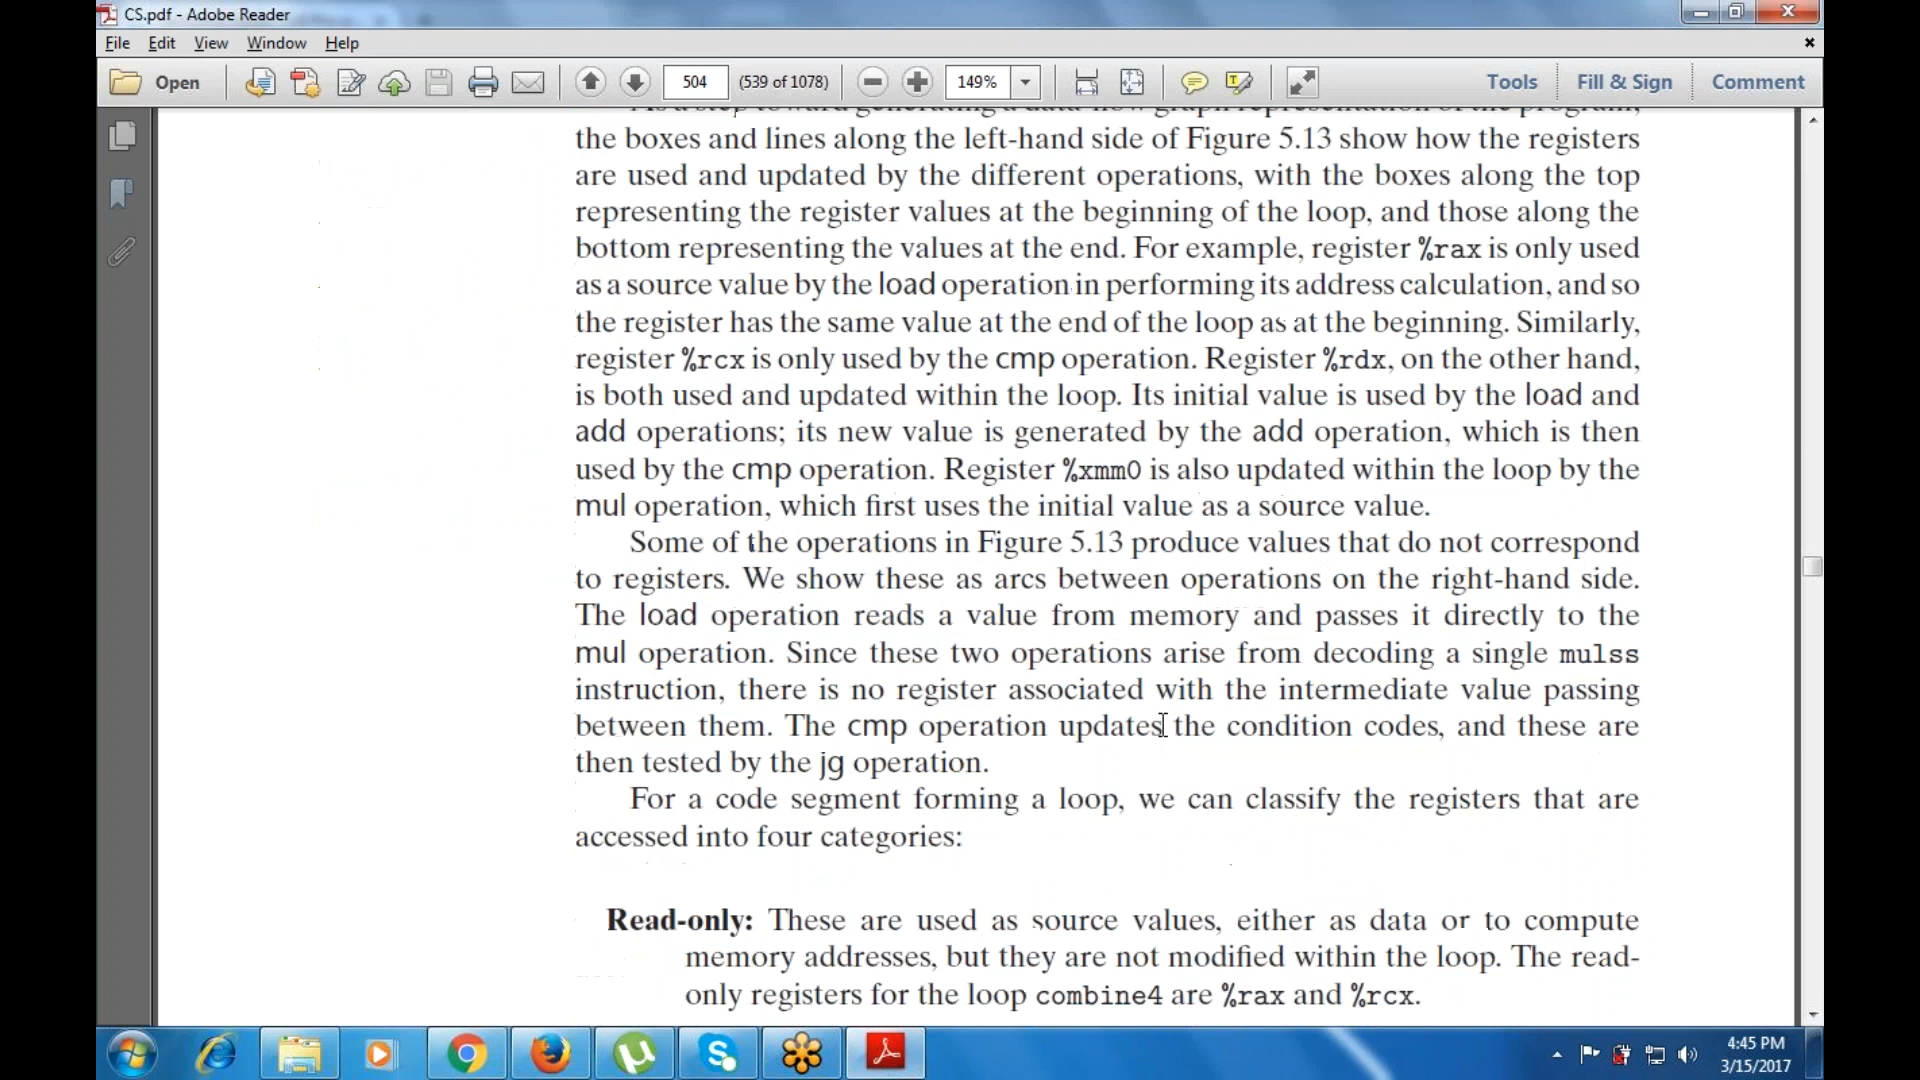 CS.pdf - Adobe Reader
File Edit View Window Help
Open 504 (539 of 1078) 149% Tools Fill & Sign Comment
As a step toward generating a data-flow graph representation of the program,
the boxes and lines along the left-hand side of Figure 5.13 show how the registers
are used and updated by the different operations, with the boxes along the top
representing the register values at the beginning of the loop, and those along the
bottom representing the values at the end. For example, register %rax is only used
as a source value by the load operation in performing its address calculation, and so
the register has the same value at the end of the loop as at the beginning. Similarly,
register %rcx is only used by the cmp operation. Register %rdx, on the other hand,
is both used and updated within the loop. Its initial value is used by the load and
add operations; its new value is generated by the add operation, which is then
used by the cmp operation. Register %xmm0 is also updated within the loop by the
mul operation, which first uses the initial value as a source value.
Some of the operations in Figure 5.13 produce values that do not correspond
to registers. We show these as arcs between operations on the right-hand side.
The load operation reads a value from memory and passes it directly to the
mul operation. Since these two operations arise from decoding a single mulss
instruction, there is no register associated with the intermediate value passing
between them. The cmp operation updates the condition codes, and these are
then tested by the jg operation.
For a code segment forming a loop, we can classify the registers that are
accessed into four categories:
Read-only: These are used as source values, either as data or to compute
memory addresses, but they are not modified within the loop. The read-
only registers for the loop combine4 are %rax and %rcx.
4:45 PM
3/15/2017